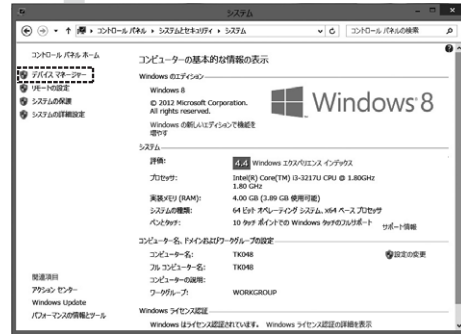 システム
コントロール パネル ▸ システムとセキュリティ ▸ システム
コントロール パネルの検索
コントロール パネル ホーム
デバイス マネージャー
リモートの設定
システムの保護
システムの詳細設定
コンピューターの基本的な情報の表示
Windows のエディション
Windows 8
© 2012 Microsoft Corporation.
All rights reserved.
Windows の新しいエディションで機能を
増やす
Windows 8
システム
評価: 4.4 Windows エクスペリエンス インデックス
プロセッサ: Intel(R) Core(TM) i3-3217U CPU @ 1.80GHz
1.80 GHz
実装メモリ (RAM): 4.00 GB (3.89 GB 使用可能)
システムの種類: 64 ビット オペレーティング システム、x64 ベース プロセッサ
ペンとタッチ: 10 タッチ ポイントでの Windows タッチのフルサポート
サポート情報
コンピューター名、ドメインおよびワークグループの設定
コンピューター名: TK048
設定の変更
フル コンピューター名: TK048
コンピューターの説明:
ワークグループ: WORKGROUP
Windows ライセンス認証
Windows はライセンス認証されています。 Windows ライセンス認証の詳細を表示
関連項目
アクション センター
Windows Update
パフォーマンスの情報とツール